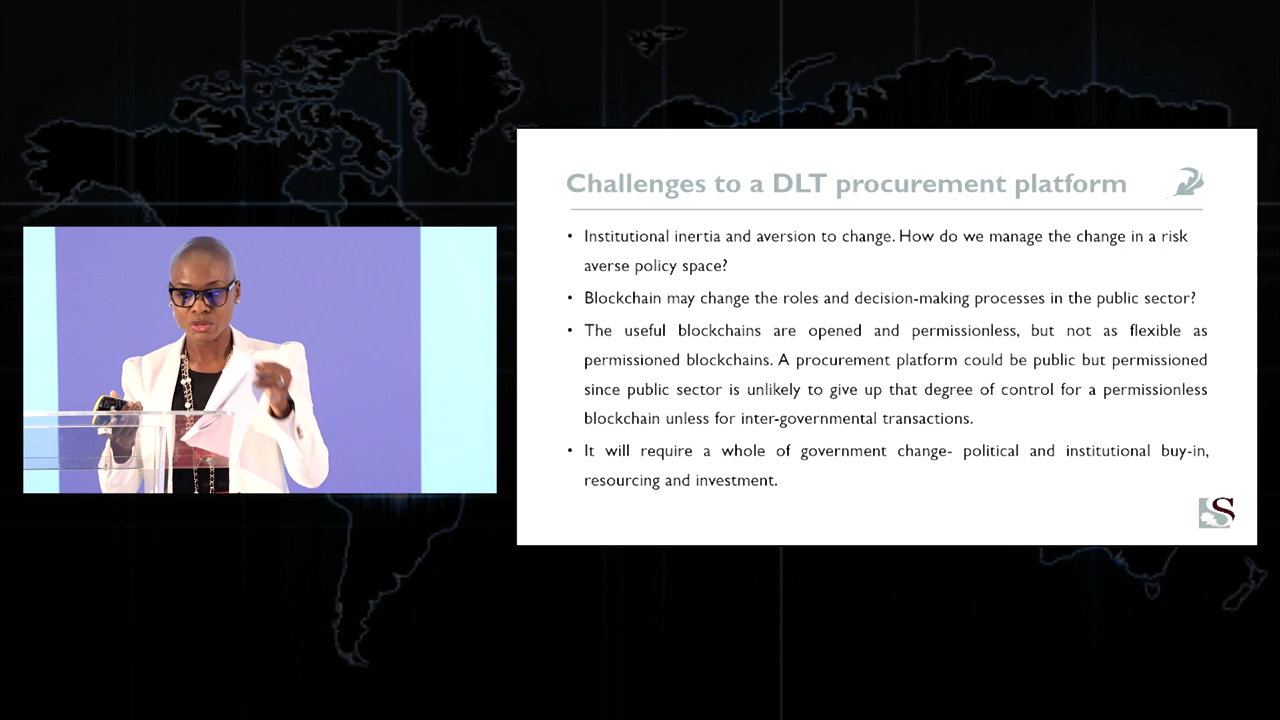 Challenges to a DLT procurement platform
• Institutional inertia and aversion to change. How do we manage the change in a risk
averse policy space?
• Blockchain may change the roles and decision-making processes in the public sector?
• The useful blockchains are opened and permissionless, but not as flexible as
permissioned blockchains. A procurement platform could be public but permissioned
since public sector is unlikely to give up that degree of control for a permissionless
blockchain unless for inter-governmental transactions.
• It will require a whole of government change- political and institutional buy-in,
resourcing and investment.
S